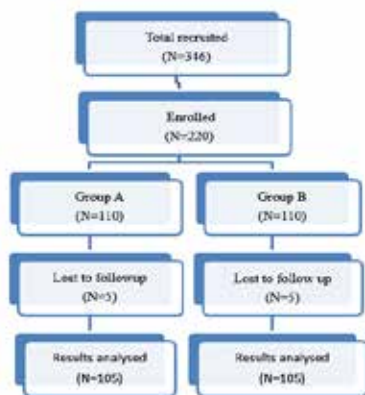 Total recruited
(N=346)
Enrolled
(N=220)
Group A
(N=110)
Group B
(N=110)
Lost to followup
(N=5)
Lost to follow up
(N=5)
Results analysed
(N=105)
Results analysed
(N=105)